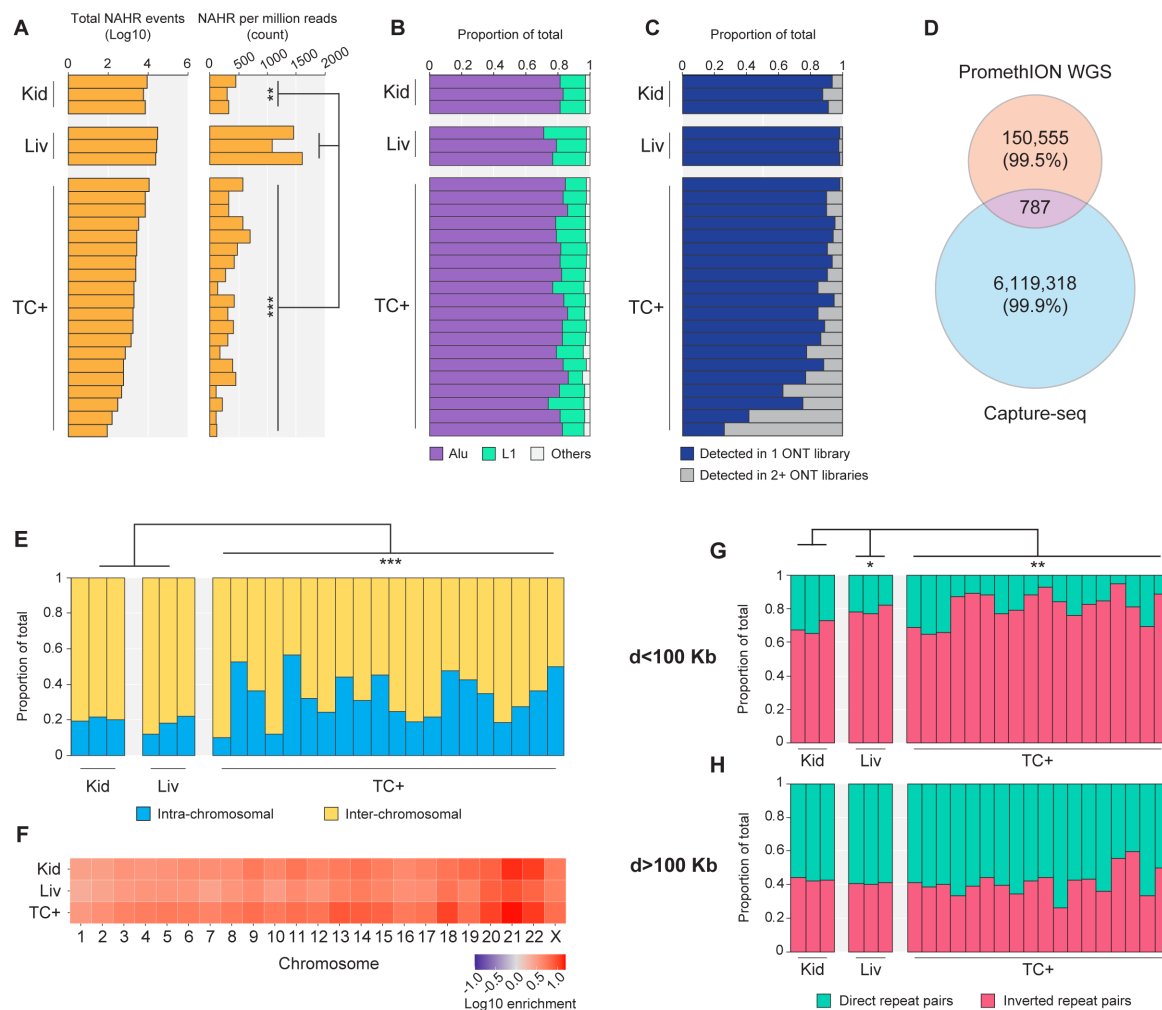 A
Total NAHR events
(Log10)
0 2 4 6
NAHR per million reads
(count)
0 500 1000 1500 2000
Kid
Liv
TC+
**
***
B
Proportion of total
0 0.2 0.4 0.6 0.8 1
Kid
Liv
TC+
Alu L1 Others
C
Proportion of total
0 0.2 0.4 0.6 0.8 1
Kid
Liv
TC+
Detected in 1 ONT library
Detected in 2+ ONT libraries
D
PromethION WGS
150,555
(99.5%)
787
6,119,318
(99.9%)
Capture-seq
E
***
Proportion of total
1
0.8
0.6
0.4
0.2
0
Kid Liv TC+
Intra-chromosomal Inter-chromosomal
F
Kid
Liv
TC+
1 2 3 4 5 6 7 8 9 10 11 12 13 14 15 16 17 18 19 20 21 22 X
Chromosome
-1.0 -0.5 0.0 0.5 1.0
Log10 enrichment
G
* **
d<100 Kb
Proportion of total
1
0.8
0.6
0.4
0.2
0
Kid Liv TC+
H
d>100 Kb
Proportion of total
1
0.8
0.6
0.4
0.2
0
Kid Liv TC+
Direct repeat pairs Inverted repeat pairs